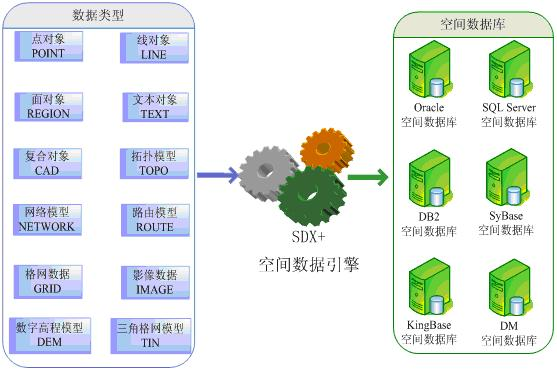 数据类型
点对象
POINT
线对象
LINE
面对象
REGION
文本对象
TEXT
复合对象
CAD
拓扑模型
TOPO
网络模型
NETWORK
路由模型
ROUTE
格网数据
GRID
影像数据
IMAGE
数字高程模型
DEM
三角格网模型
TIN
SDX+
空间数据引擎
空间数据库
Oracle
空间数据库
SQL Server
空间数据库
DB2
空间数据库
SyBase
空间数据库
KingBase
空间数据库
DM
空间数据库